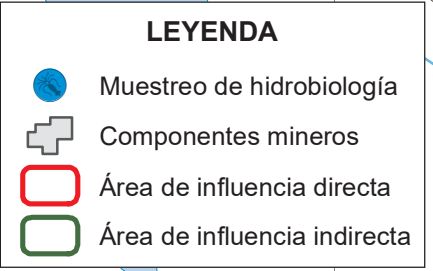 LEYENDA
Muestreo de hidrobiología
Componentes mineros
Área de influencia directa
Área de influencia indirecta